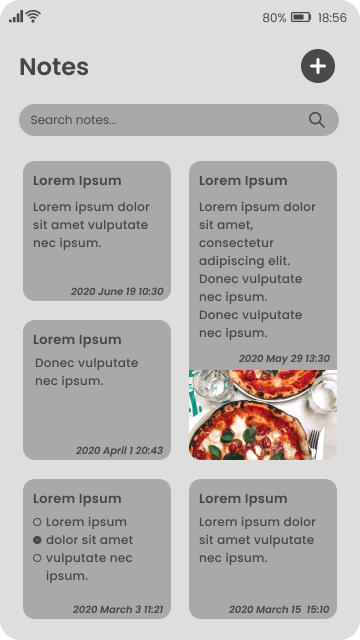 80% 18:56
Notes
Search notes...
Lorem Ipsum
Lorem ipsum dolor
sit amet vulputate
nec ipsum.
2020 June 19 10:30
Lorem Ipsum
Lorem ipsum dolor
sit amet,
consectetur
adipiscing elit.
Donec vulputate
nec ipsum.
Donec vulputate
nec ipsum.
2020 May 29 13:30
Lorem Ipsum
Donec vulputate
nec ipsum.
2020 April 1 20:43
Lorem Ipsum
Lorem ipsum
dolor sit amet
vulputate nec
ipsum.
2020 March 3 11:21
Lorem Ipsum
Lorem ipsum dolor
sit amet vulputate
nec ipsum.
2020 March 15 15:10